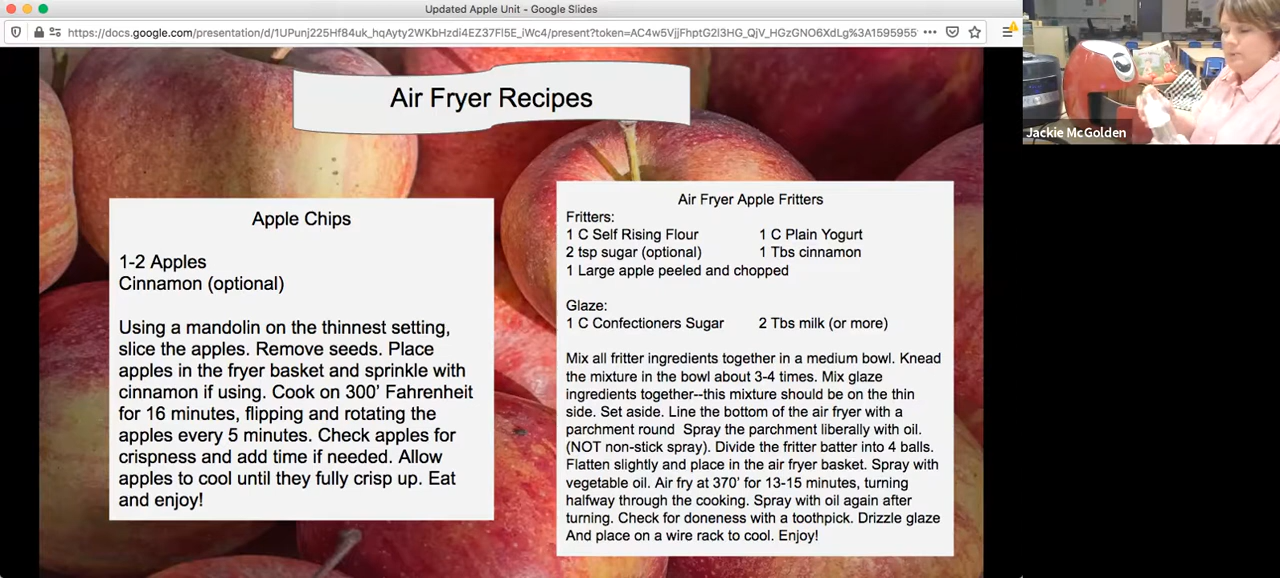 Updated Apple Unit - Google Slides
https://docs.google.com/presentation/d/1UPunjz25Hf84uk_hqAyty2WKbHzdi4EZ37Fl5E_iWc4/present?token=AC4w5VjjFhptG2l3HG_QjV_HGzGNO6XdLg%3A1595955
Jackie McGolden
Air Fryer Recipes
Apple Chips
1-2 Apples
Cinnamon (optional)
Using a mandolin on the thinnest setting,
slice the apples. Remove seeds. Place
apples in the fryer basket and sprinkle with
cinnamon if using. Cook on 300’ Fahrenheit
for 16 minutes, flipping and rotating the
apples every 5 minutes. Check apples for
crispness and add time if needed. Allow
apples to cool until they fully crisp up. Eat
and enjoy!
Air Fryer Apple Fritters
Fritters:
1 C Self Rising Flour 1 C Plain Yogurt
2 tsp sugar (optional) 1 Tbs cinnamon
1 Large apple peeled and chopped
Glaze:
1 C Confectioners Sugar 2 Tbs milk (or more)
Mix all fritter ingredients together in a medium bowl. Knead
the mixture in the bowl about 3-4 times. Mix glaze
ingredients together--this mixture should be on the thin
side. Set aside. Line the bottom of the air fryer with a
parchment round Spray the parchment liberally with oil.
(NOT non-stick spray). Divide the fritter batter into 4 balls.
Flatten slightly and place in the air fryer basket. Spray with
vegetable oil. Air fry at 370’ for 13-15 minutes, turning
halfway through the cooking. Spray with oil again after
turning. Check for doneness with a toothpick. Drizzle glaze
And place on a wire rack to cool. Enjoy!